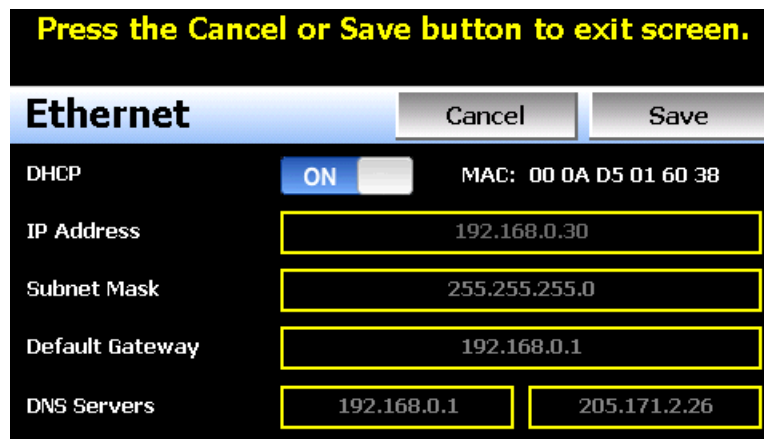 Press the Cancel or Save button to exit screen.
Ethernet Cancel Save
DHCP ON MAC: 00 0A D5 01 60 38
IP Address 192.168.0.30
Subnet Mask 255.255.255.0
Default Gateway 192.168.0.1
DNS Servers 192.168.0.1 205.171.2.26